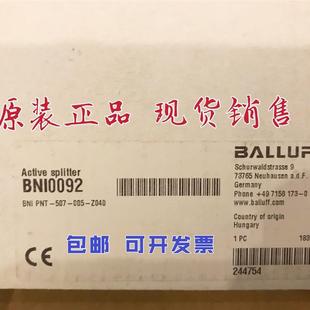 原装正品 现货销售
Active splitter
BNI0092
BNI PNT-507-005-Z040
BALLUFF
Schurwaldstrasse 9
73765 Neuhausen a.d.F.
Germany
Phone +49 7158 173-0
www.balluff.com
Country of origin
Hungary
1 PC
183
244754
CE
包邮 可开发票